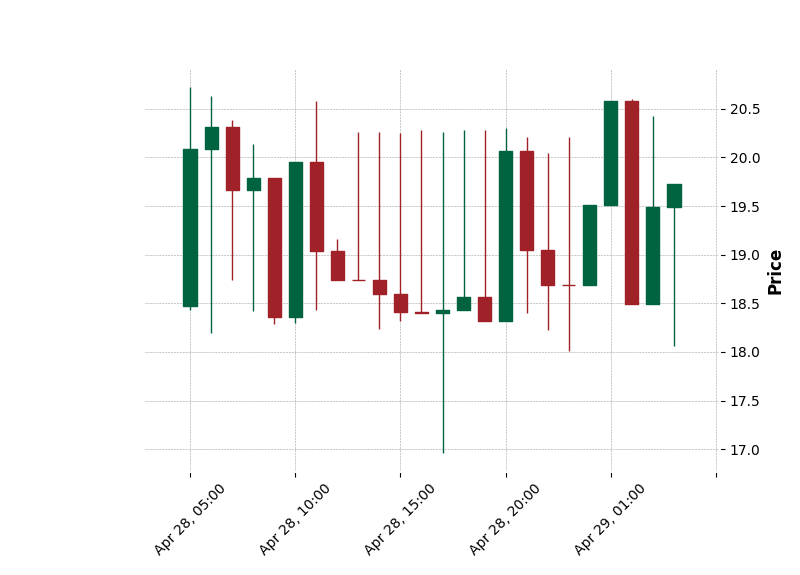 20.5
20.0
19.5
19.0
18.5
18.0
17.5
17.0
Price
Apr 28, 05:00
Apr 28, 10:00
Apr 28, 15:00
Apr 28, 20:00
Apr 29, 01:00